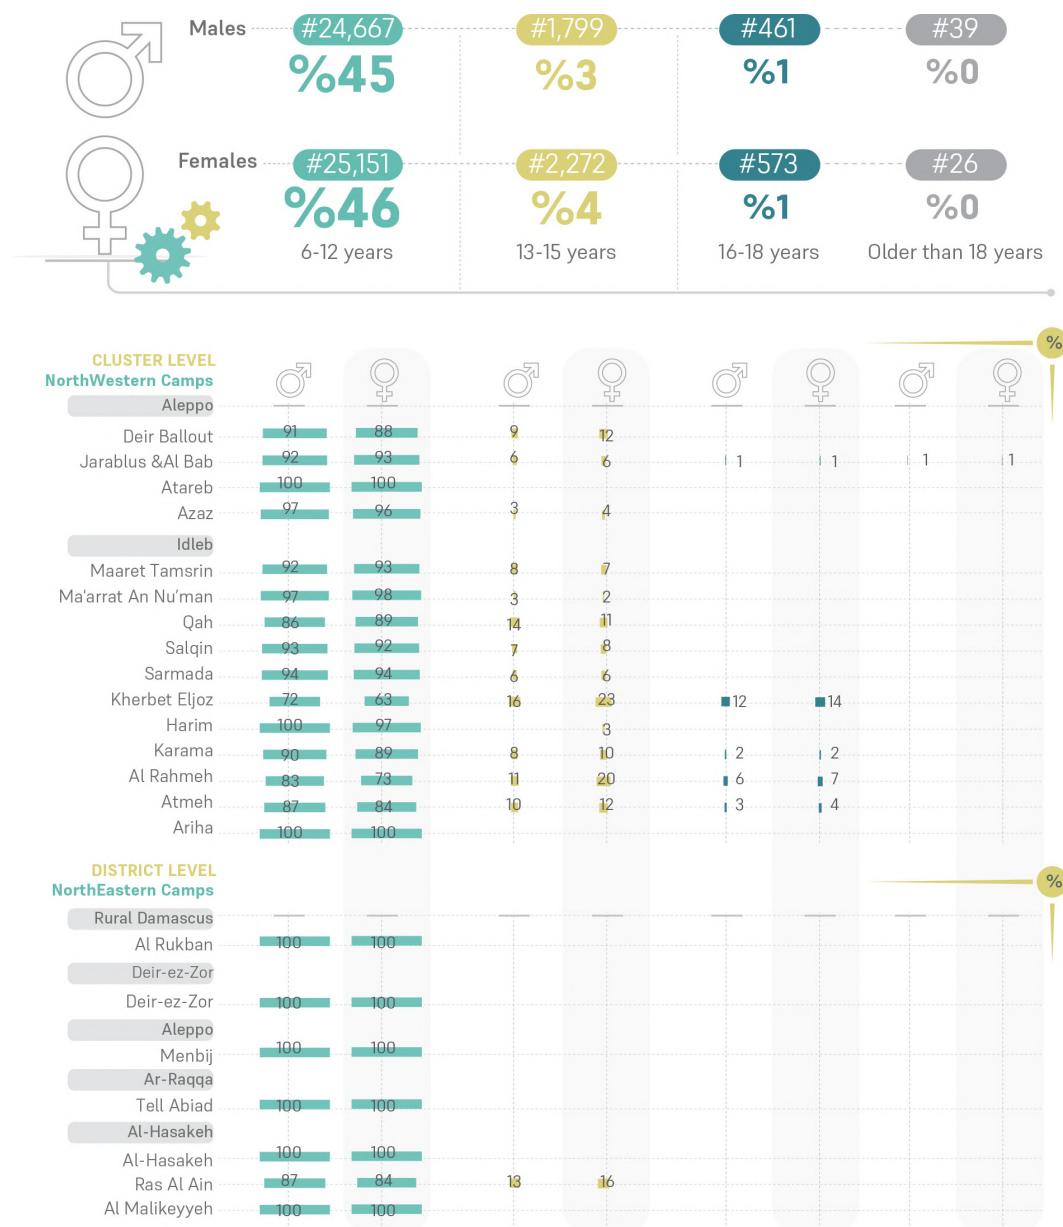 Males #24,667 #1,799 #461 #39
%45 %3 %1 %0
Females #25,151 #2,272 #573 #26
%46 %4 %1 %0
6-12 years 13-15 years 16-18 years Older than 18 years
%
CLUSTER LEVEL
NorthWestern Camps
Aleppo
Deir Ballout 91 88 9 12
Jarablus &Al Bab 92 93 6 6 1 1 1 1
Atareb 100 100
Azaz 97 96 3 4
Idleb
Maaret Tamsrin 92 93 8 7
Ma'arrat An Nu’man 97 98 3 2
Qah 86 89 14 11
Salqin 93 92 7 8
Sarmada 94 94 6 6
Kherbet Eljoz 72 63 16 23 12 14
Harim 100 97 3
Karama 90 89 8 10 2 2
Al Rahmeh 83 73 11 20 6 7
Atmeh 87 84 10 12 3 4
Ariha 100 100
DISTRICT LEVEL
%
NorthEastern Camps
Rural Damascus
Al Rukban 100 100
Deir-ez-Zor
Deir-ez-Zor 100 100
Aleppo
Menbij 100 100
Ar-Raqqa
Tell Abiad 100 100
Al-Hasakeh
Al-Hasakeh 100 100
Ras Al Ain 87 84 13 16
Al Malikeyyeh 100 100